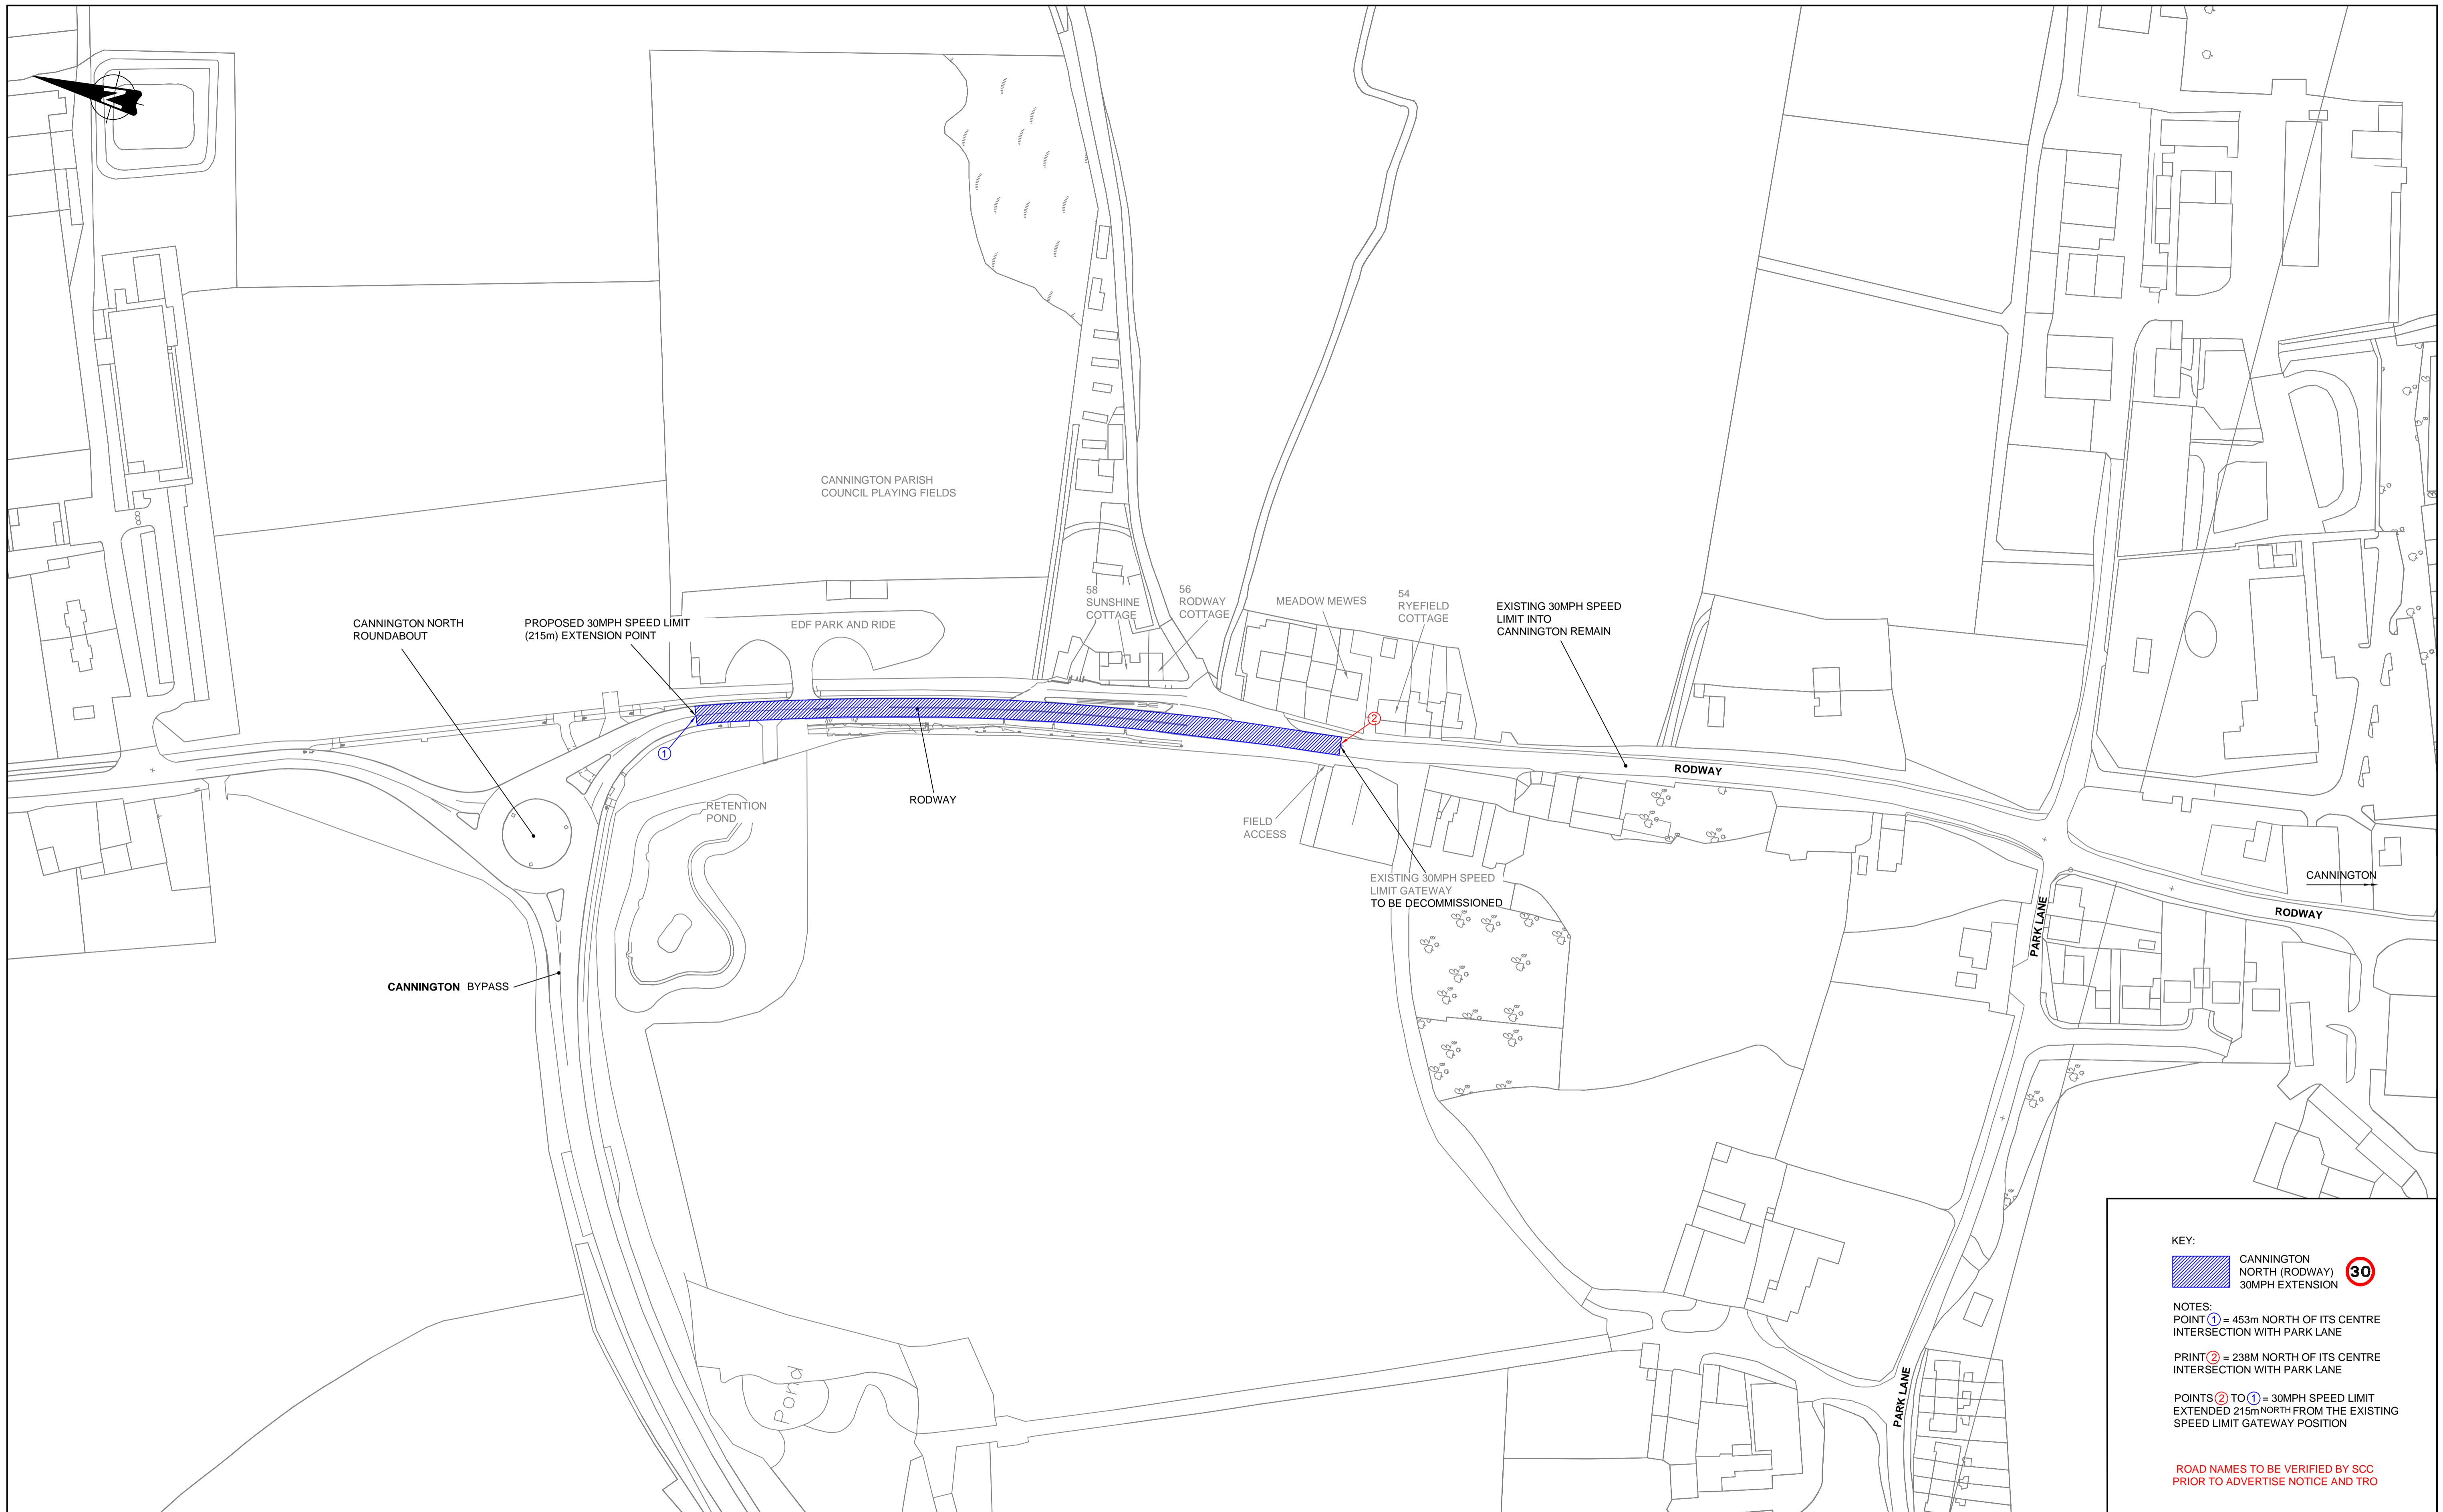 N
CANNINGTON PARISH
COUNCIL PLAYING FIELDS
CANNINGTON NORTH
ROUNDABOUT
PROPOSED 30MPH SPEED LIMIT
(215m) EXTENSION POINT
EDF PARK AND RIDE
58
SUNSHINE
COTTAGE
56
RODWAY
COTTAGE
MEADOW MEWES
54
RYEFIELD
COTTAGE
EXISTING 30MPH SPEED
LIMIT INTO
CANNINGTON REMAIN
1
2
RODWAY
RODWAY
RETENTION
POND
FIELD
ACCESS
EXISTING 30MPH SPEED
LIMIT GATEWAY
TO BE DECOMMISSIONED
CANNINGTON
RODWAY
PARK LANE
CANNINGTON BYPASS
Pond
PARK LANE
KEY:
CANNINGTON
NORTH (RODWAY)
30MPH EXTENSION
30
NOTES:
POINT 1 = 453m NORTH OF ITS CENTRE
INTERSECTION WITH PARK LANE
PRINT 2 = 238M NORTH OF ITS CENTRE
INTERSECTION WITH PARK LANE
POINTS 2 TO 1 = 30MPH SPEED LIMIT
EXTENDED 215m NORTH FROM THE EXISTING
SPEED LIMIT GATEWAY POSITION
ROAD NAMES TO BE VERIFIED BY SCC
PRIOR TO ADVERTISE NOTICE AND TRO